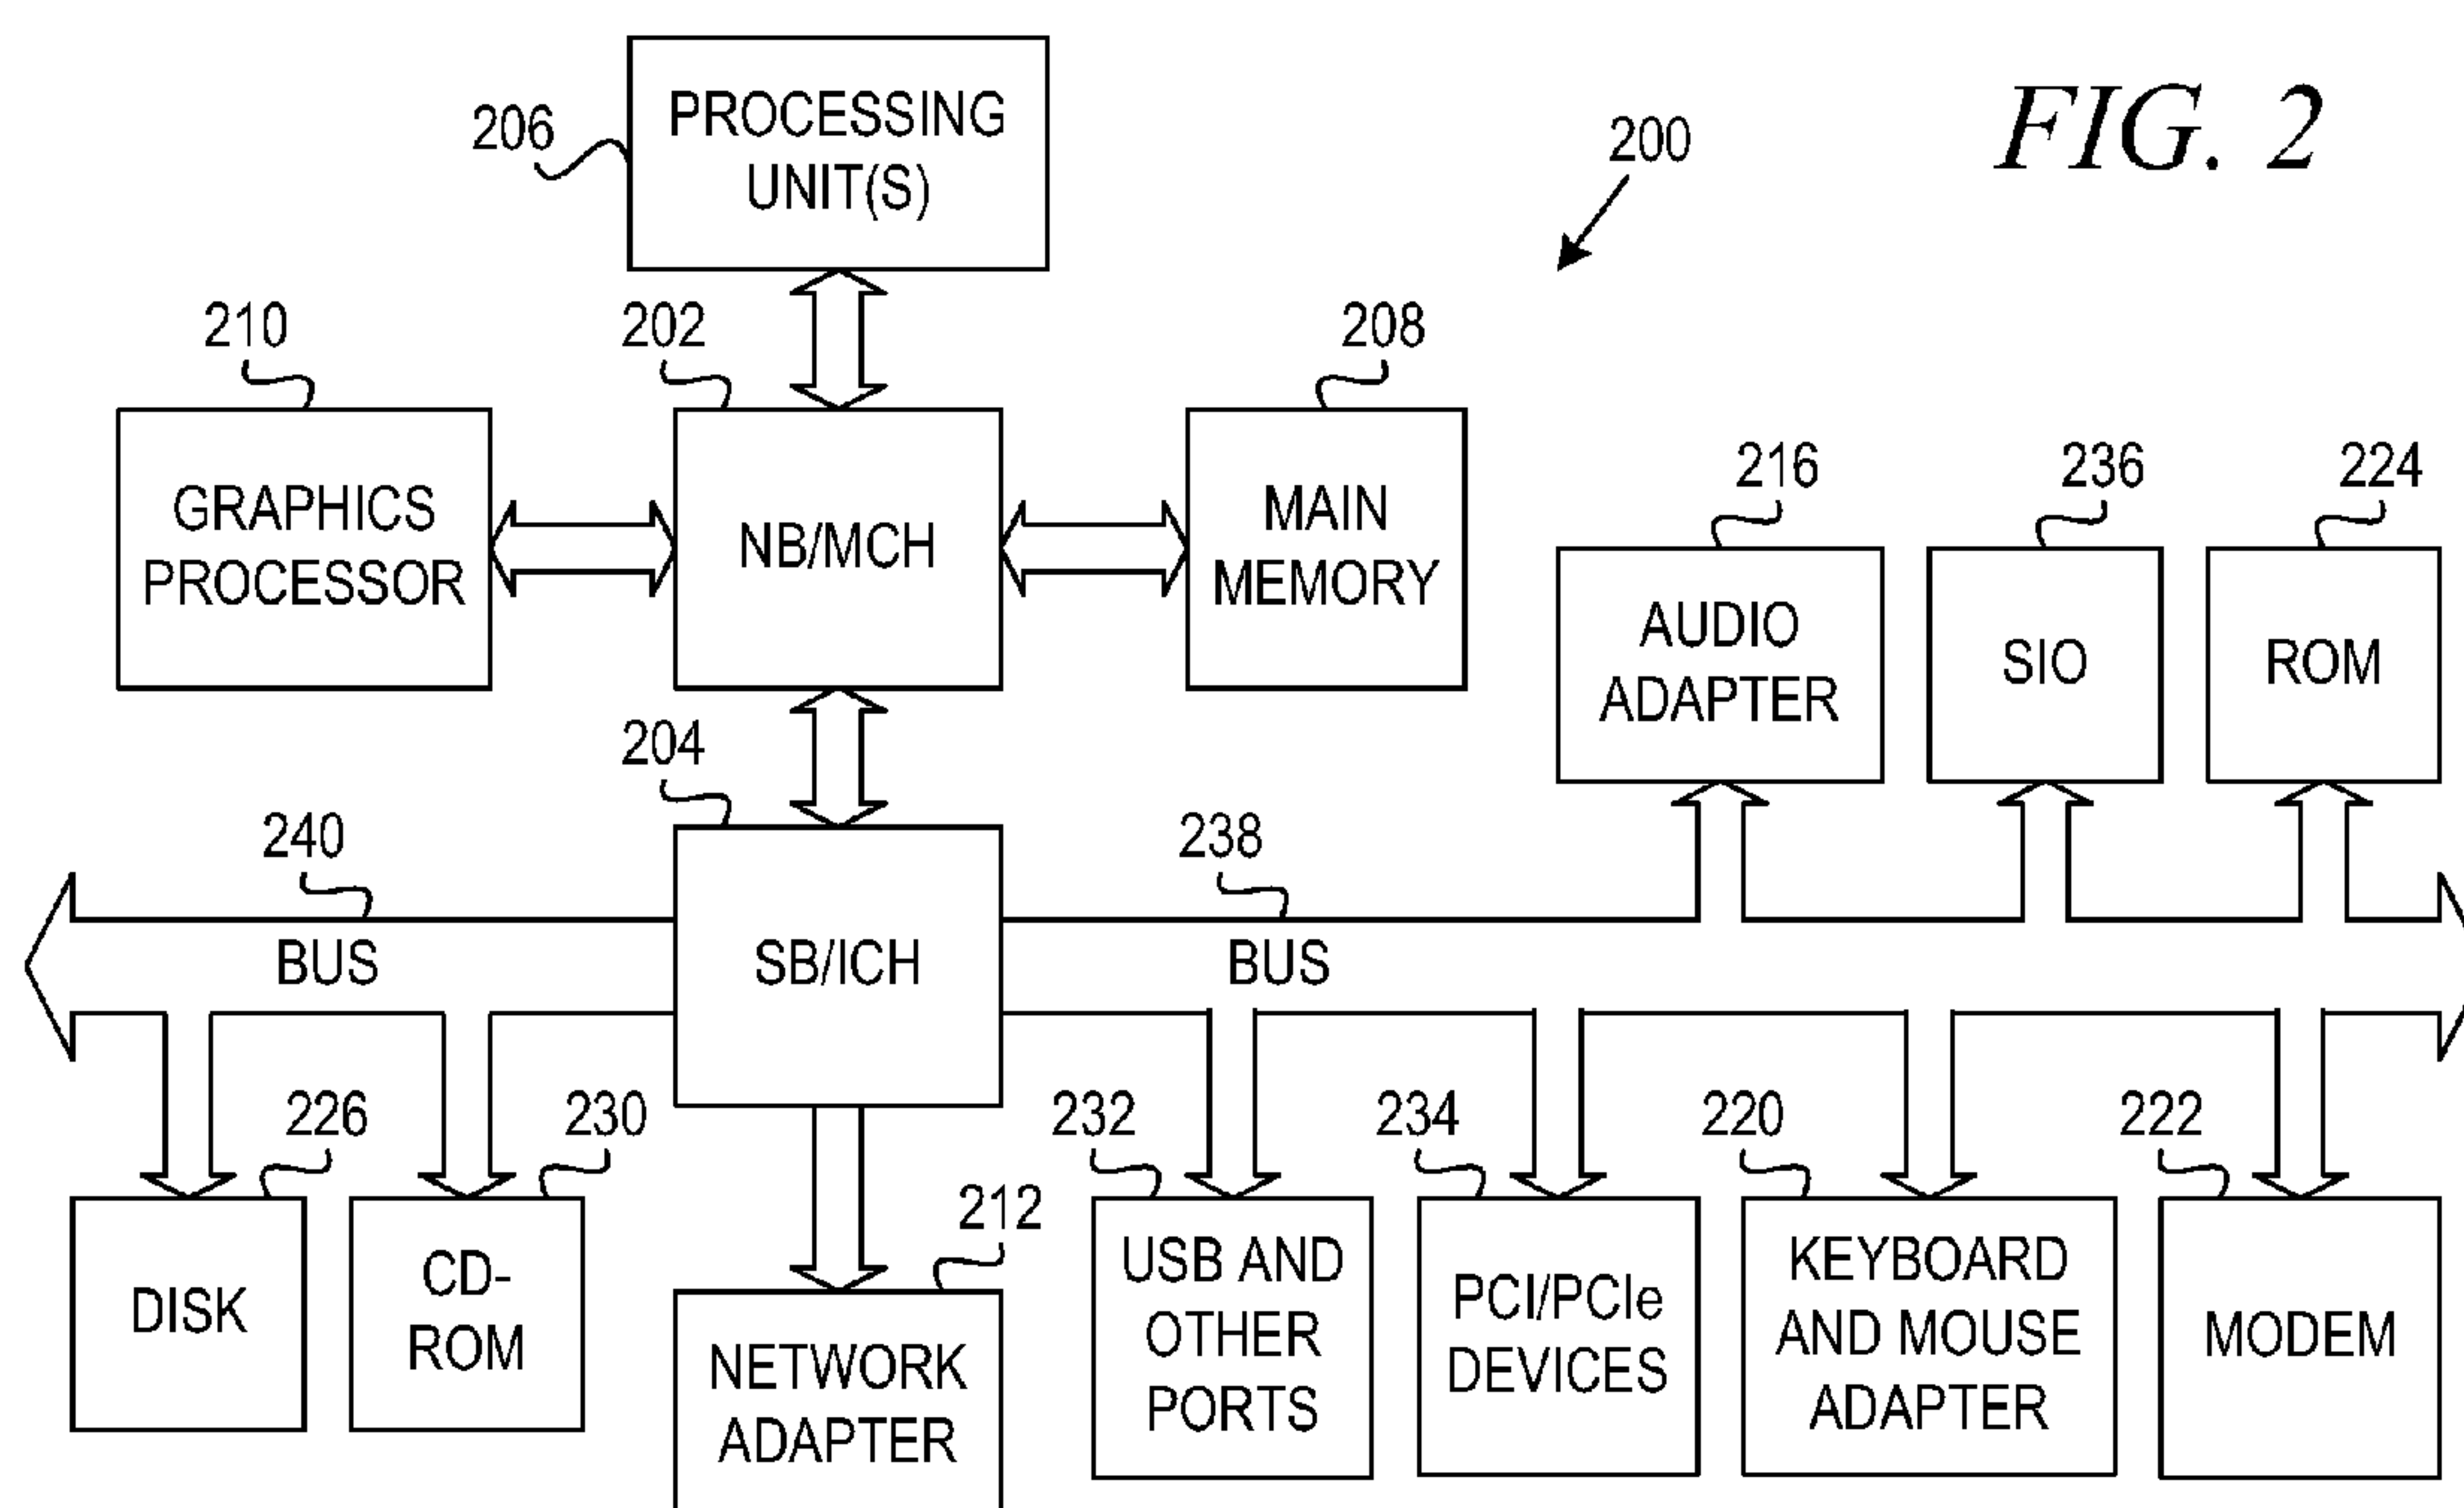 FIG. 2
200
206
PROCESSING
UNIT(S)
210
202
208
GRAPHICS
PROCESSOR
NB/MCH
MAIN
MEMORY
216
236
224
AUDIO
ADAPTER
SIO
ROM
204
240
238
BUS
SB/ICH
BUS
226
230
232
234
220
222
212
DISK
CD-
ROM
NETWORK
ADAPTER
USB AND
OTHER
PORTS
PCI/PCIe
DEVICES
KEYBOARD
AND MOUSE
ADAPTER
MODEM